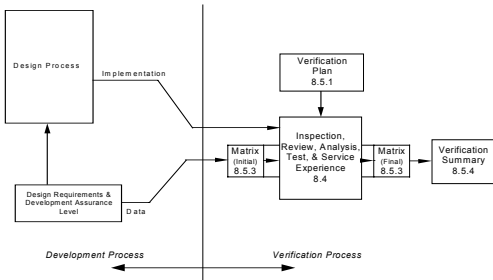 Design Process
Implementation
Verification
Plan
8.5.1
Inspection,
Review, Analysis,
Test, & Service
Experience
8.4
Matrix
(Initial)
8.5.3
Matrix
(Final)
8.5.3
Verification
Summary
8.5.4
Design Requirements &
Development Assurance
Level
Data
Development Process
Verification Process